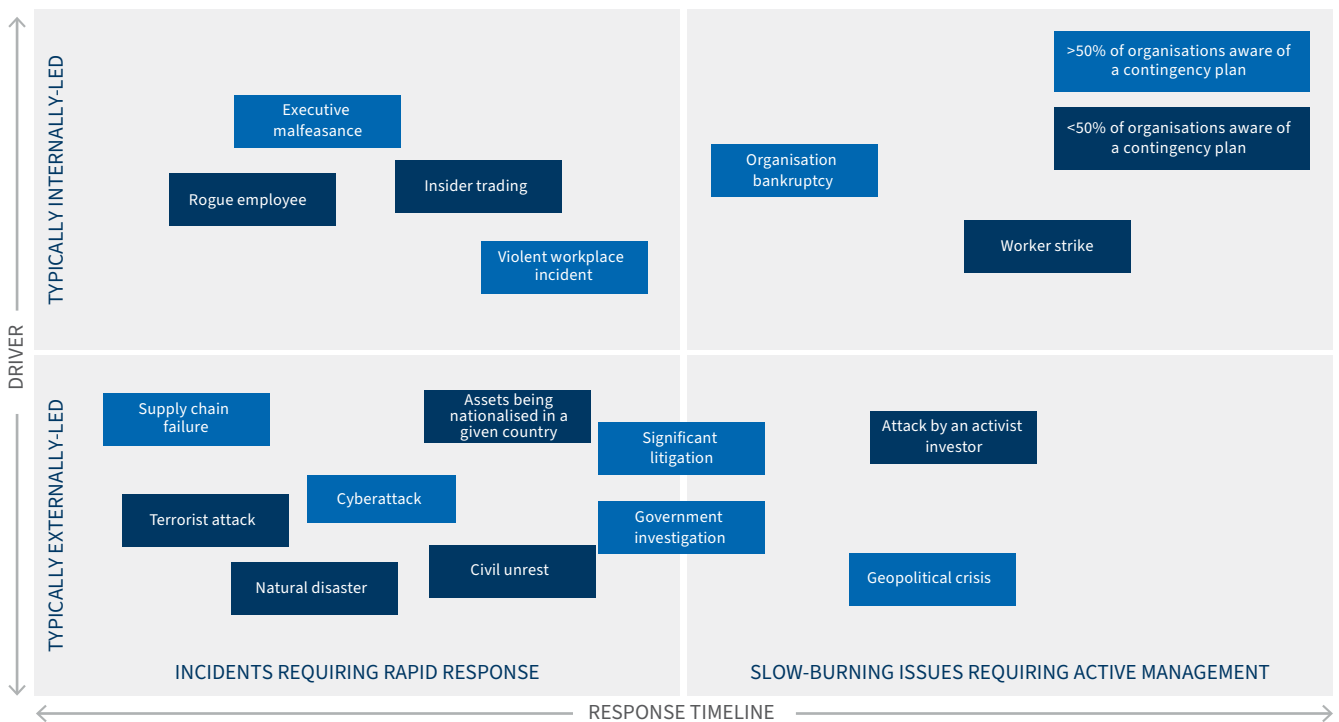 >50% of organisations aware of
a contingency plan
<50% of organisations aware of
a contingency plan
DRIVER
TYPICALLY INTERNALLY-LED
Executive
malfeasance
Rogue employee
Insider trading
Violent workplace
incident
Organisation
bankruptcy
Worker strike
TYPICALLY EXTERNALLY-LED
Supply chain
failure
Assets being
nationalised in a
given country
Significant
litigation
Cyberattack
Terrorist attack
Government
investigation
Natural disaster
Civil unrest
Attack by an activist
investor
Geopolitical crisis
INCIDENTS REQUIRING RAPID RESPONSE
SLOW-BURNING ISSUES REQUIRING ACTIVE MANAGEMENT
RESPONSE TIMELINE